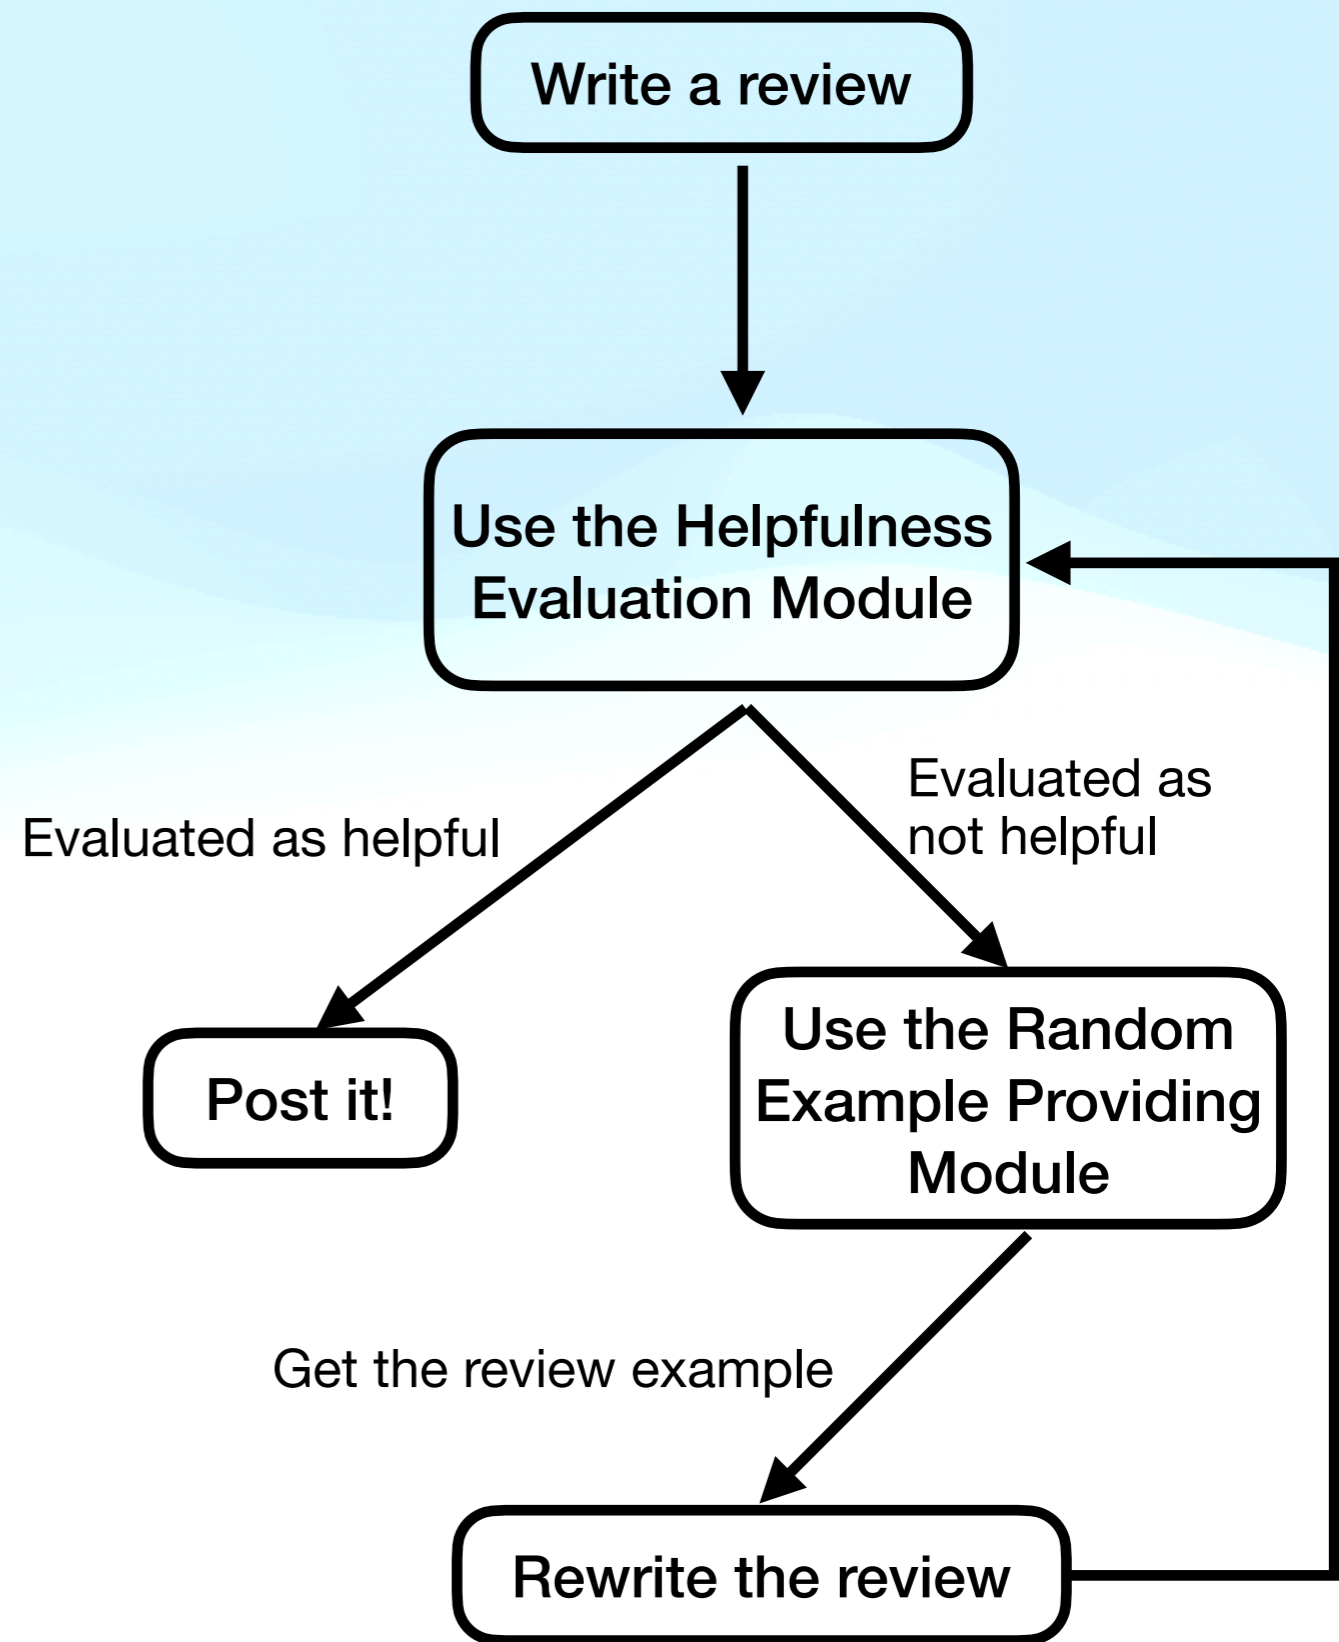 Write a review
Use the Helpfulness
Evaluation Module
Evaluated as helpful
Evaluated as
not helpful
Post it!
Use the Random
Example Providing
Module
Get the review example
Rewrite the review